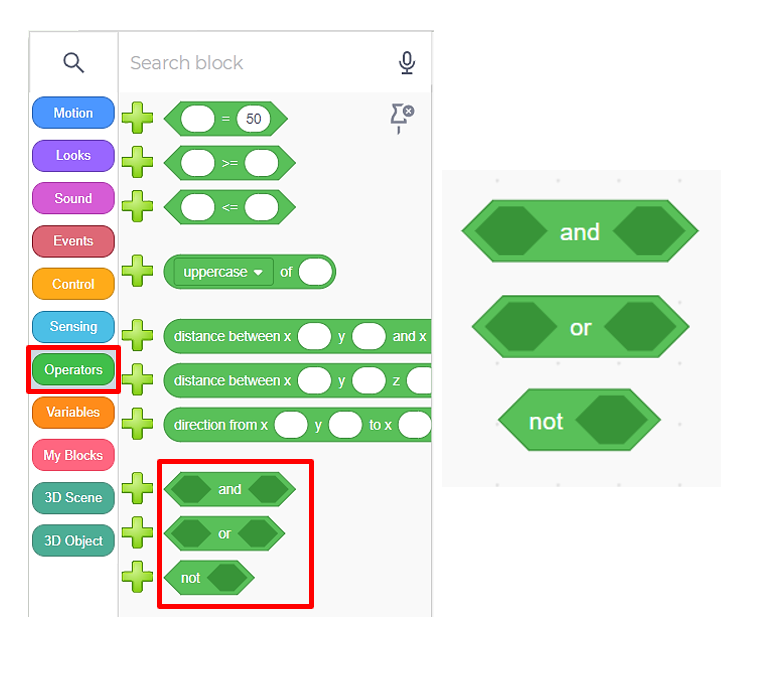 Search block
Motion
Looks
Sound
Events
Control
Sensing
Operators
Variables
My Blocks
3D Scene
3D Object
= 50
>=
<=
uppercase of
distance between x y and x
distance between x y z
direction from x y to x
and
or
not
and
or
not